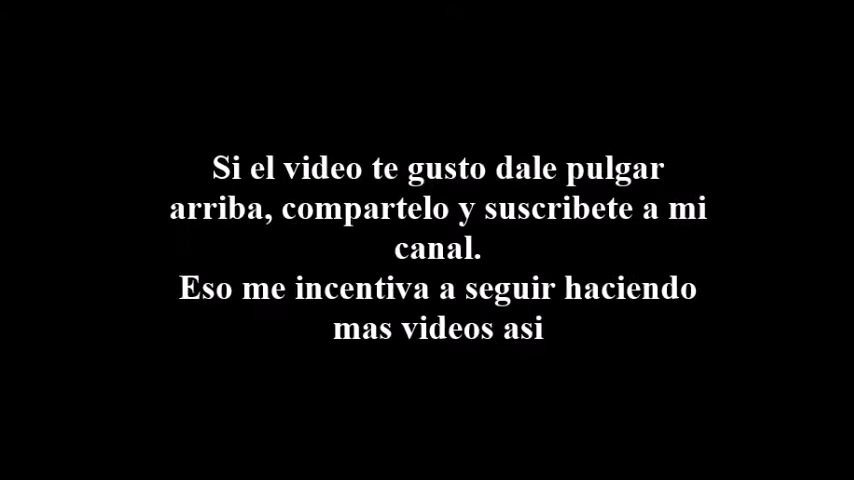 Si el video te gusto dale pulgar
arriba, compartelo y suscribete a mi
canal.
Eso me incentiva a seguir haciendo
mas videos asi